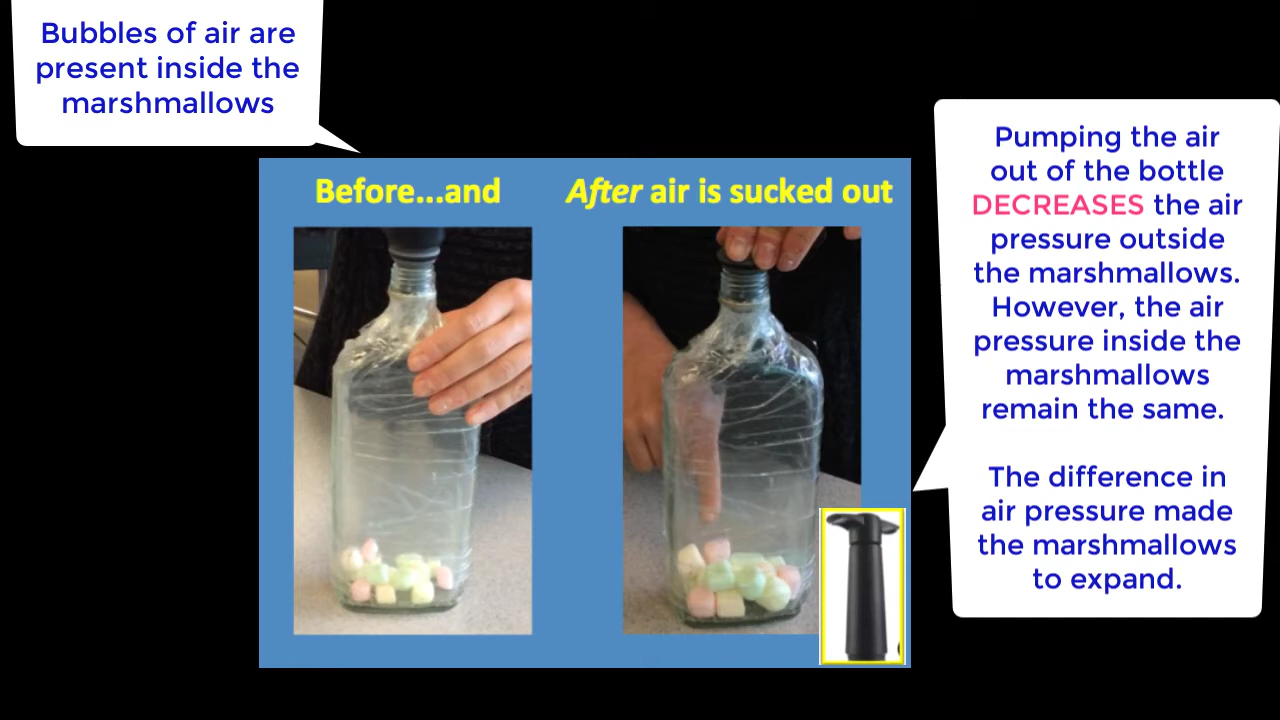 Bubbles of air are
present inside the
marshmallows
Before...and
After air is sucked out
Pumping the air
out of the bottle
DECREASES the air
pressure outside
the marshmallows.
However, the air
pressure inside the
marshmallows
remain the same.
The difference in
air pressure made
the marshmallows
to expand.